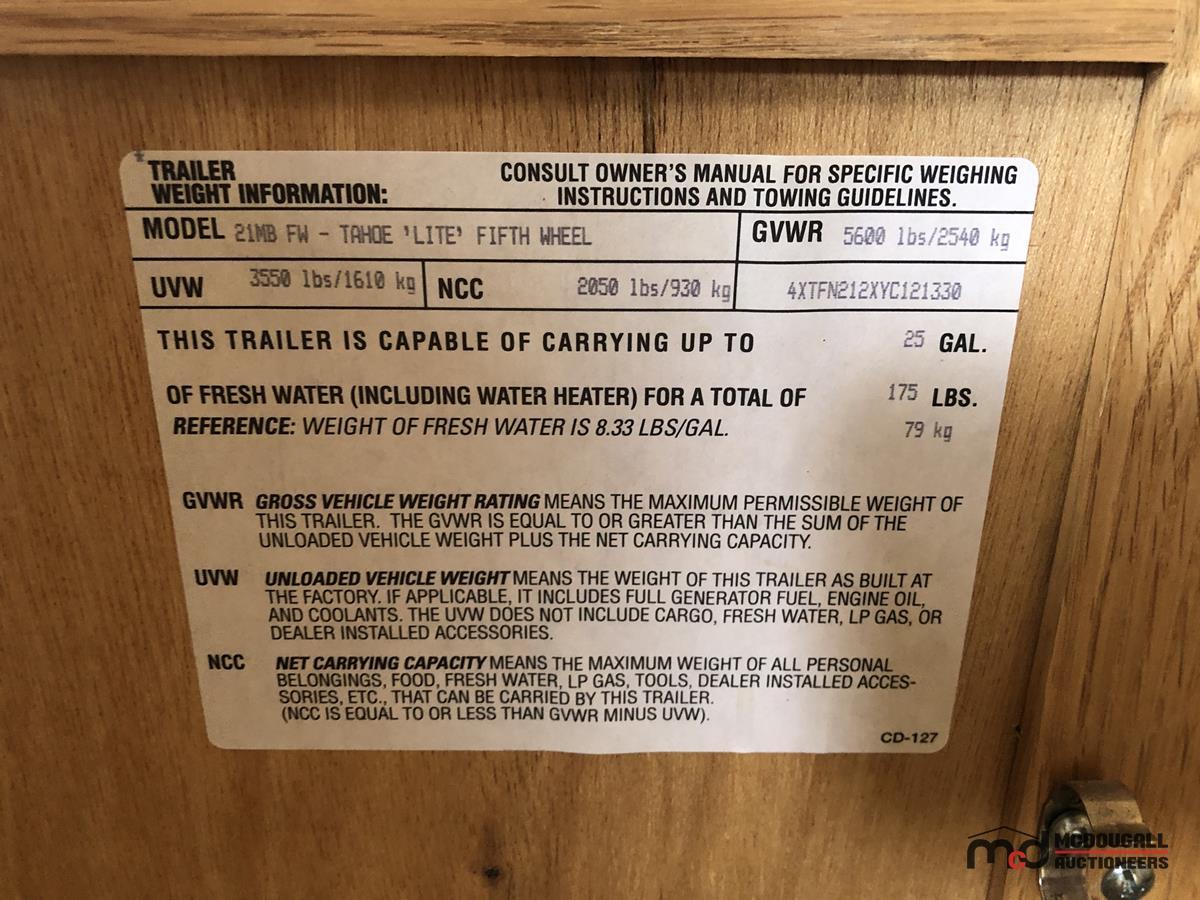 *TRAILER
WEIGHT INFORMATION:
CONSULT OWNER'S MANUAL FOR SPECIFIC WEIGHING
INSTRUCTIONS AND TOWING GUIDELINES.
MODEL 21MB FW - TAHOE 'LITE' FIFTH WHEEL GVWR 5600 lbs/2540 kg
UVW 3550 lbs/1610 kg NCC 2050 lbs/930 kg 4XTFN212XYC121330
THIS TRAILER IS CAPABLE OF CARRYING UP TO 25 GAL.
OF FRESH WATER (INCLUDING WATER HEATER) FOR A TOTAL OF 175 LBS.
REFERENCE: WEIGHT OF FRESH WATER IS 8.33 LBS/GAL. 79 kg
GVWR GROSS VEHICLE WEIGHT RATING MEANS THE MAXIMUM PERMISSIBLE WEIGHT OF
THIS TRAILER. THE GVWR IS EQUAL TO OR GREATER THAN THE SUM OF THE
UNLOADED VEHICLE WEIGHT PLUS THE NET CARRYING CAPACITY.
UVW UNLOADED VEHICLE WEIGHT MEANS THE WEIGHT OF THIS TRAILER AS BUILT AT
THE FACTORY. IF APPLICABLE, IT INCLUDES FULL GENERATOR FUEL, ENGINE OIL,
AND COOLANTS. THE UVW DOES NOT INCLUDE CARGO, FRESH WATER, LP GAS, OR
DEALER INSTALLED ACCESSORIES.
NCC NET CARRYING CAPACITY MEANS THE MAXIMUM WEIGHT OF ALL PERSONAL
BELONGINGS, FOOD, FRESH WATER, LP GAS, TOOLS, DEALER INSTALLED ACCES-
SORIES, ETC., THAT CAN BE CARRIED BY THIS TRAILER.
(NCC IS EQUAL TO OR LESS THAN GVWR MINUS UVW).
CD-127
mcd MCDOUGALL
AUCTIONEERS